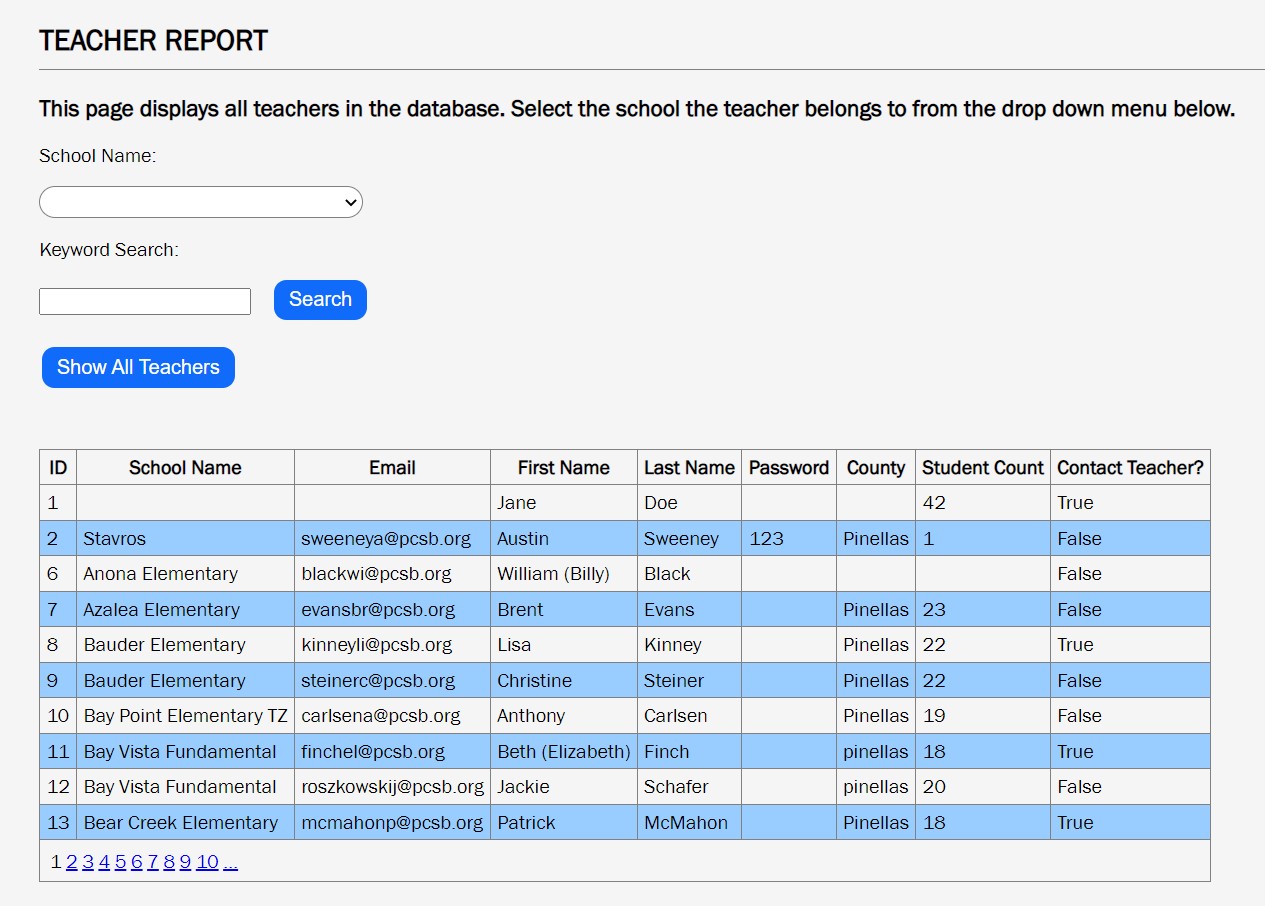 TEACHER REPORT
This page displays all teachers in the database. Select the school the teacher belongs to from the drop down menu below.
School Name:
Keyword Search:
Search
Show All Teachers
ID School Name Email First Name Last Name Password County Student Count Contact Teacher?
1 Jane Doe 42 True
2 Stavros sweeneya@pcsb.org Austin Sweeney 123 Pinellas 1 False
6 Anona Elementary blackwi@pcsb.org William (Billy) Black False
7 Azalea Elementary evansbr@pcsb.org Brent Evans Pinellas 23 False
8 Bauder Elementary kinneyli@pcsb.org Lisa Kinney Pinellas 22 True
9 Bauder Elementary steinerc@pcsb.org Christine Steiner Pinellas 22 False
10 Bay Point Elementary TZ carlsena@pcsb.org Anthony Carlsen Pinellas 19 False
11 Bay Vista Fundamental finchel@pcsb.org Beth (Elizabeth) Finch pinellas 18 True
12 Bay Vista Fundamental roszkowskij@pcsb.org Jackie Schafer pinellas 20 False
13 Bear Creek Elementary mcmahonp@pcsb.org Patrick McMahon Pinellas 18 True
1 2 3 4 5 6 7 8 9 10 ...